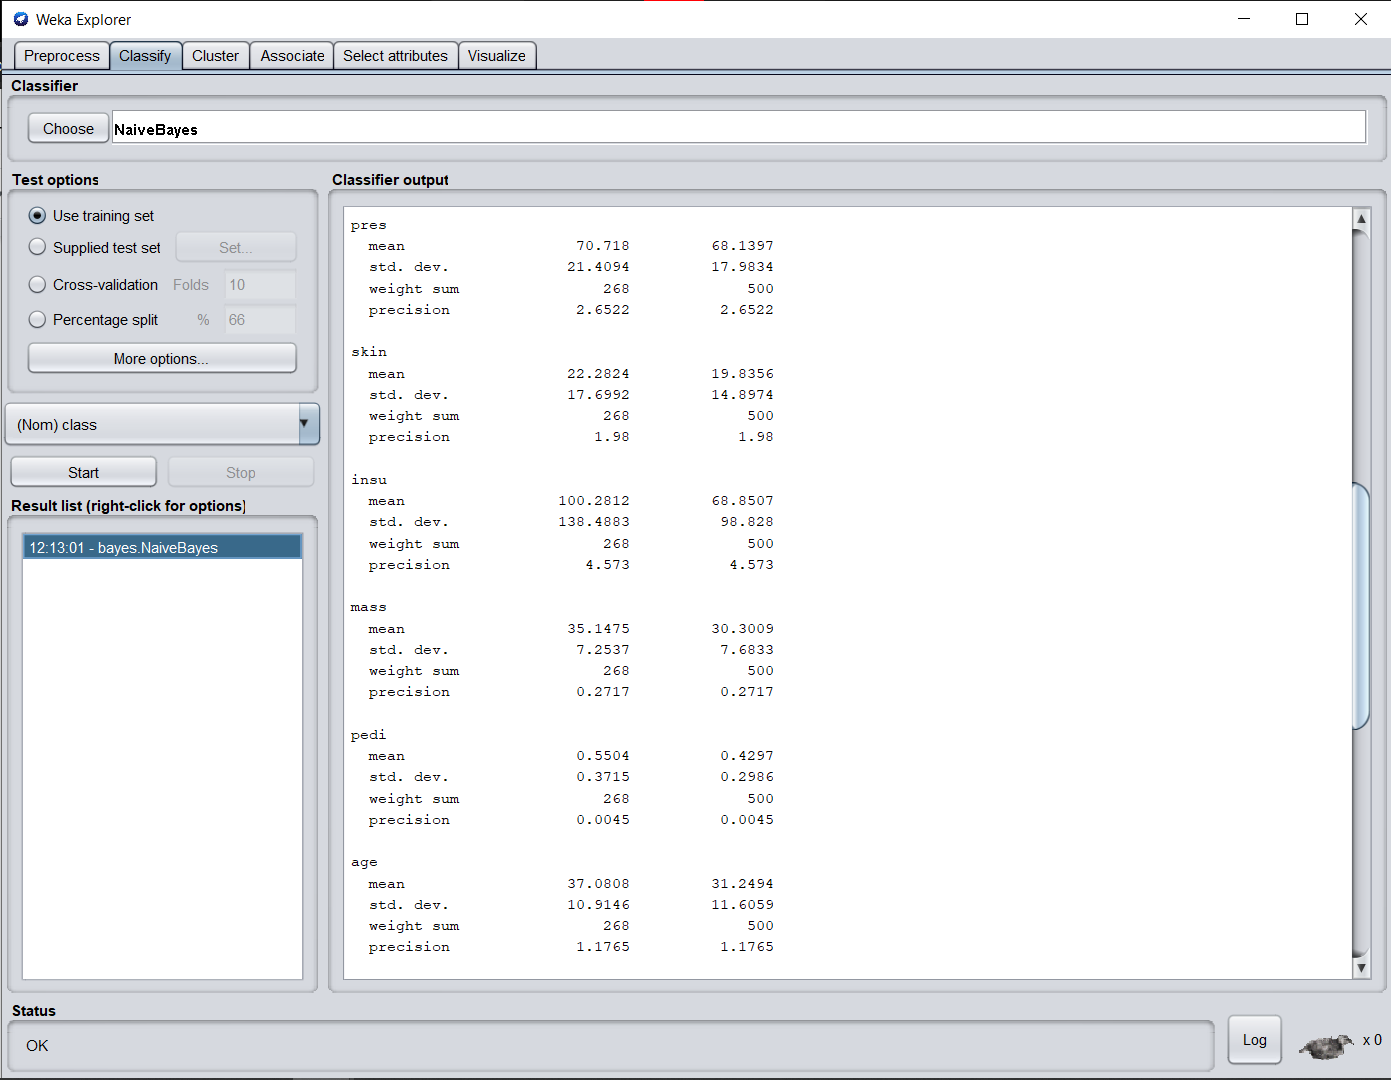 Weka Explorer
Preprocess Classify Cluster Associate Select attributes Visualize
Classifier
Choose NaiveBayes
Test options
Use training set
Supplied test set Set...
Cross-validation Folds 10
Percentage split % 66
More options...
(Nom) class
Start Stop
Result list (right-click for options)
12:13:01 - bayes.NaiveBayes
Classifier output
pres
mean 70.718 68.1397
std. dev. 21.4094 17.9834
weight sum 268 500
precision 2.6522 2.6522
skin
mean 22.2824 19.8356
std. dev. 17.6992 14.8974
weight sum 268 500
precision 1.98 1.98
insu
mean 100.2812 68.8507
std. dev. 138.4883 98.828
weight sum 268 500
precision 4.573 4.573
mass
mean 35.1475 30.3009
std. dev. 7.2537 7.6833
weight sum 268 500
precision 0.2717 0.2717
pedi
mean 0.5504 0.4297
std. dev. 0.3715 0.2986
weight sum 268 500
precision 0.0045 0.0045
age
mean 37.0808 31.2494
std. dev. 10.9146 11.6059
weight sum 268 500
precision 1.1765 1.1765
Status
OK
Log
x 0